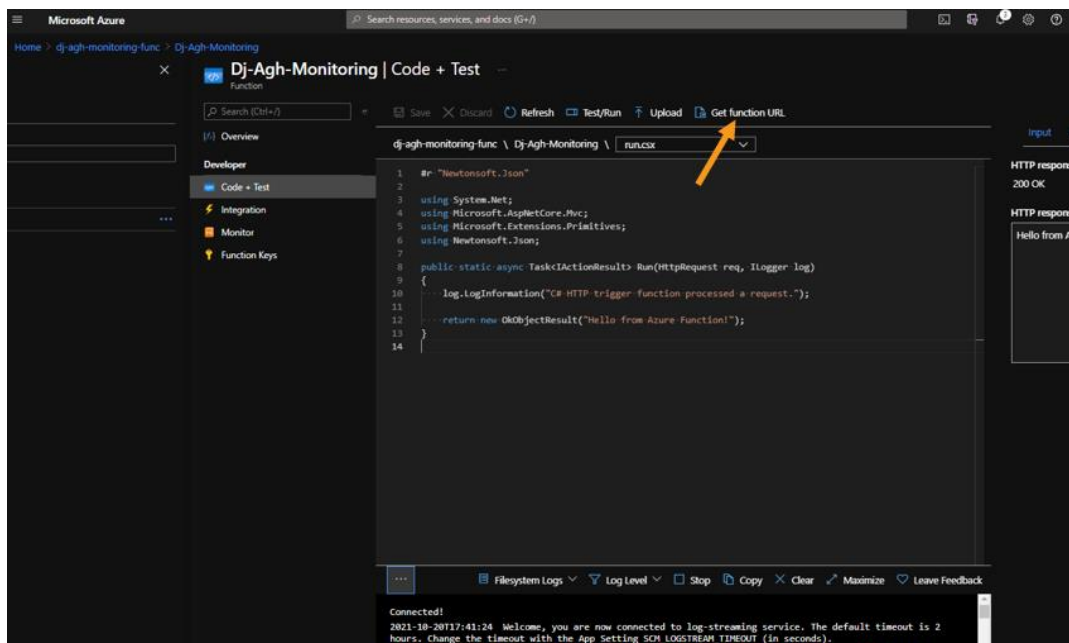 Microsoft Azure
Search resources, services, and docs (G+/)
Home > dj-agh-monitoring-func > Dj-Agh-Monitoring
Dj-Agh-Monitoring | Code + Test
Function
Search (Ctrl+/)
Save Discard Refresh Test/Run Upload Get function URL
Overview
dj-agh-monitoring-func \ Dj-Agh-Monitoring \ run.csx
Input
Developer
Code + Test
Integration
Monitor
Function Keys
HTTP respon
200 OK
HTTP respon
Hello from A
1 #r "Newtonsoft.Json"
2
3 using System.Net;
4 using Microsoft.AspNetCore.Mvc;
5 using Microsoft.Extensions.Primitives;
6 using Newtonsoft.Json;
7
8 public static async Task<IActionResult> Run(HttpRequest req, ILogger log)
9 {
10 log.LogInformation("C# HTTP trigger function processed a request.");
11
12 return new OkObjectResult("Hello from Azure Function!");
13 }
14
Filesystem Logs Log Level Stop Copy Clear Maximize Leave Feedback
Connected!
2021-10-20T17:41:24 Welcome, you are now connected to log-streaming service. The default timeout is 2
hours. Change the timeout with the App Setting SCM_LOGSTREAM_TIMEOUT (in seconds).